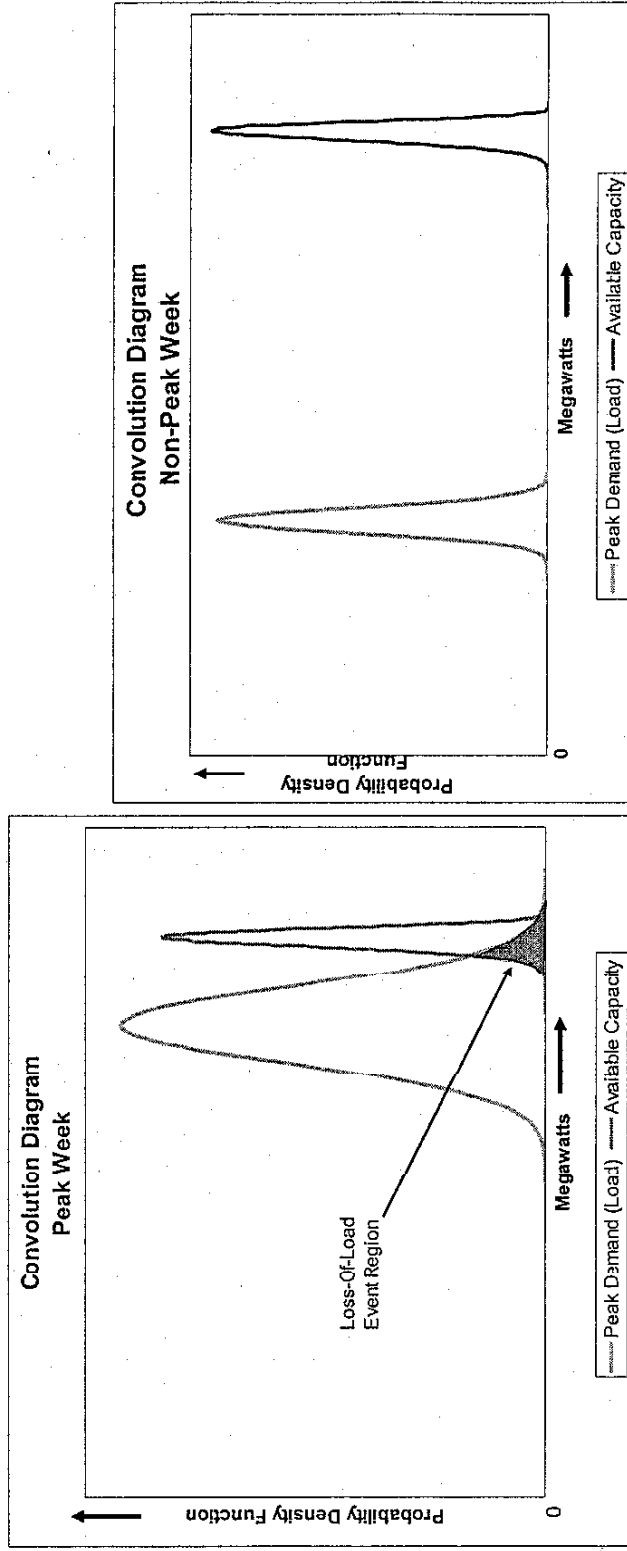 Convolution Diagram
Peak Week
Probability Density Function
Loss-Of-Load
Event Region
0
Megawatts
Peak Demand (Load)
Available Capacity
Convolution Diagram
Non-Peak Week
Probability Density
Function
0
Megawatts
Peak Demand (Load)
Available Capacity